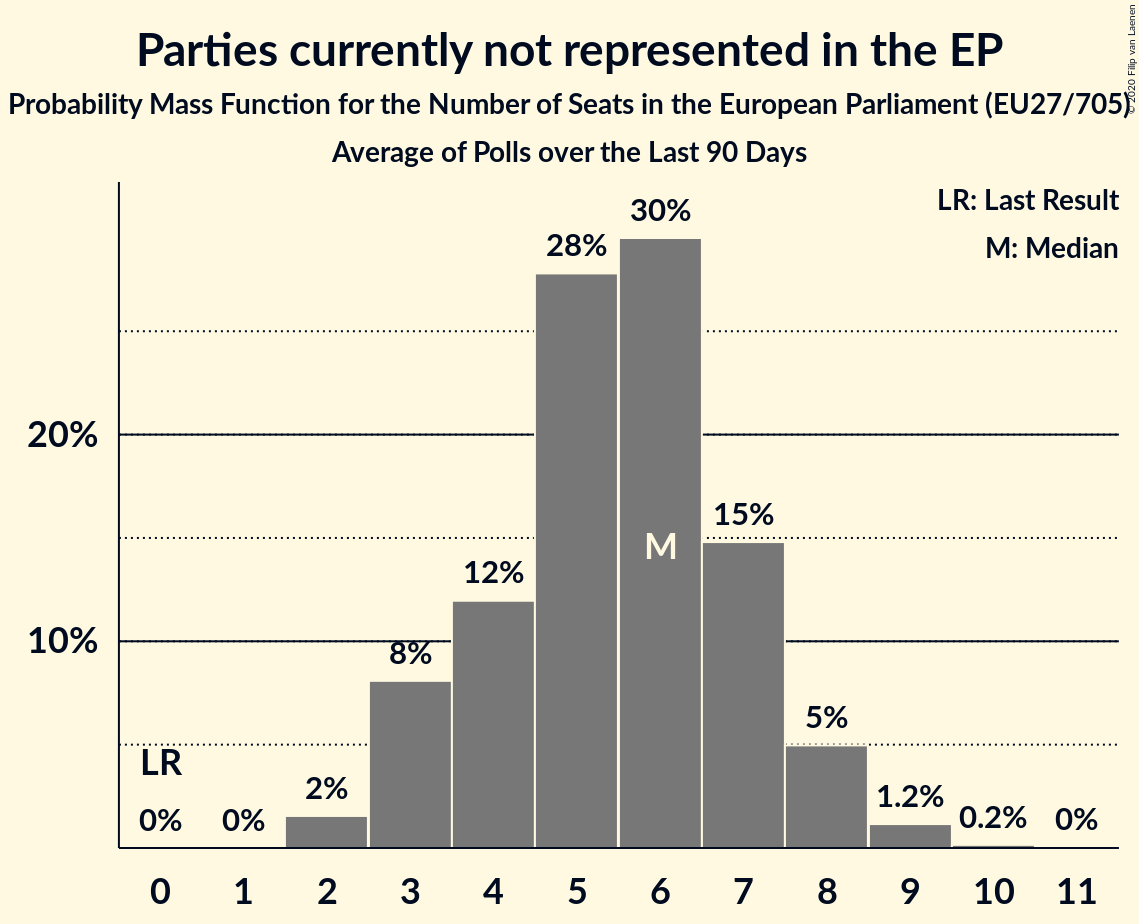 Parties currently not represented in the EP
Probability Mass Function for the Number of Seats in the European Parliament (EU27/705)
Average of Polls over the Last 90 Days
© 2020 Filip van Laenen
LR: Last Result
M: Median
30%
28%
20%
15%
M
12%
10%
8%
5%
LR
2%
1.2%
0.2%
0%
0%
0%
0 1 2 3 4 5 6 7 8 9 10 11